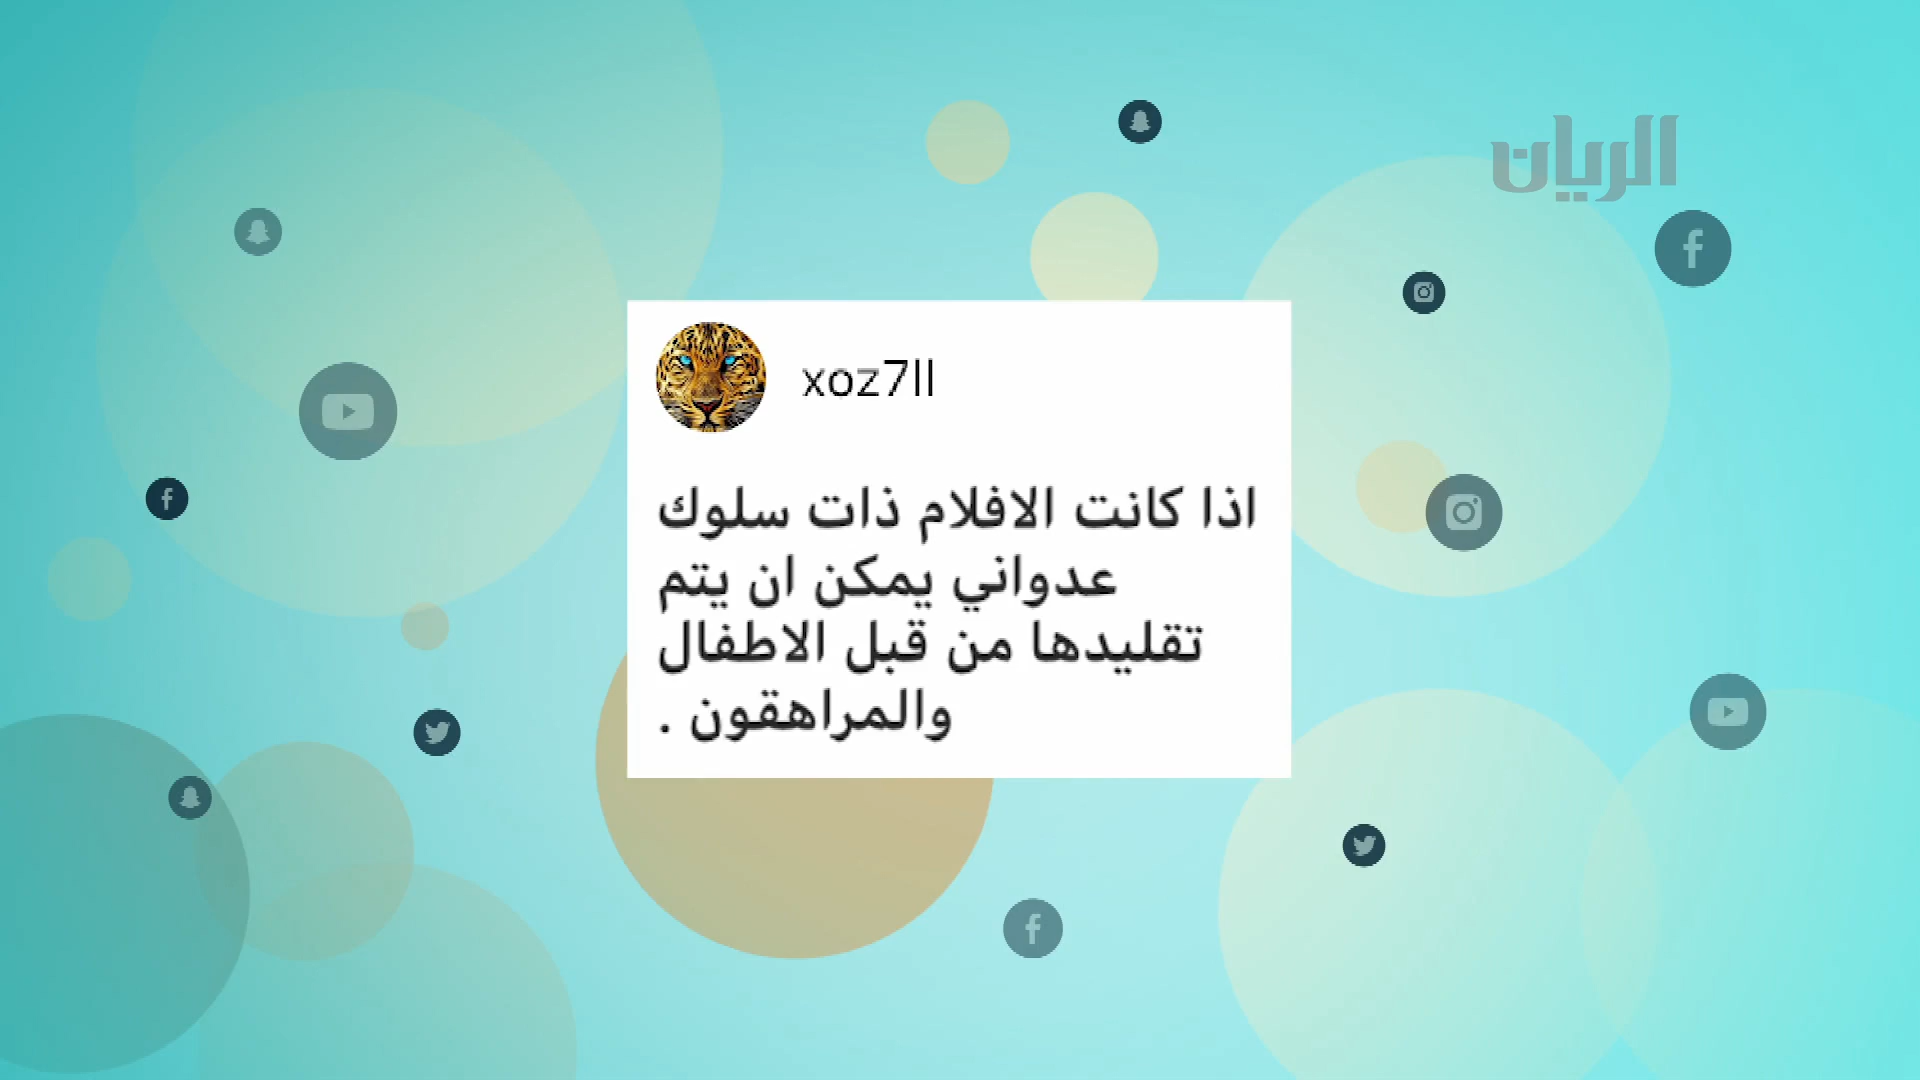 الريان
xoz7ll
اذا كانت الافلام ذات سلوك
عدواني يمكن ان يتم
تقليدها من قبل الاطفال
والمراهقون .